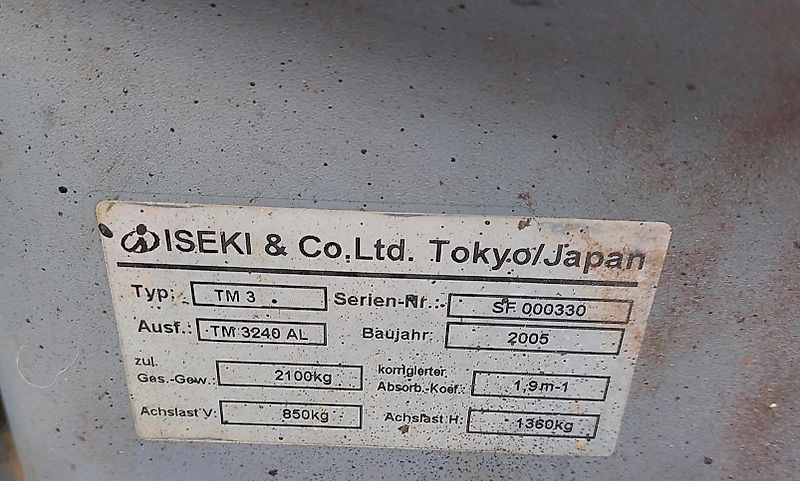 ISEKI & Co.Ltd. Tokyo/Japan
Typ: TM 3 Serien-Nr.: SF 000330
Ausf.: TM 3240 AL Baujahr: 2005
zul. Ges.-Gew.: 2100kg korrigierter Absorb.-Koef.: 1,9m-1
Achslast V: 850kg Achslast H: 1360kg